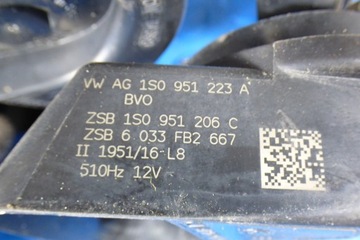 VW AG 1S0 951 223 A
BVO
ZSB 1S0 951 206 C
ZSB 6 033 FB2 667
II 1951/16-L8
510Hz 12V